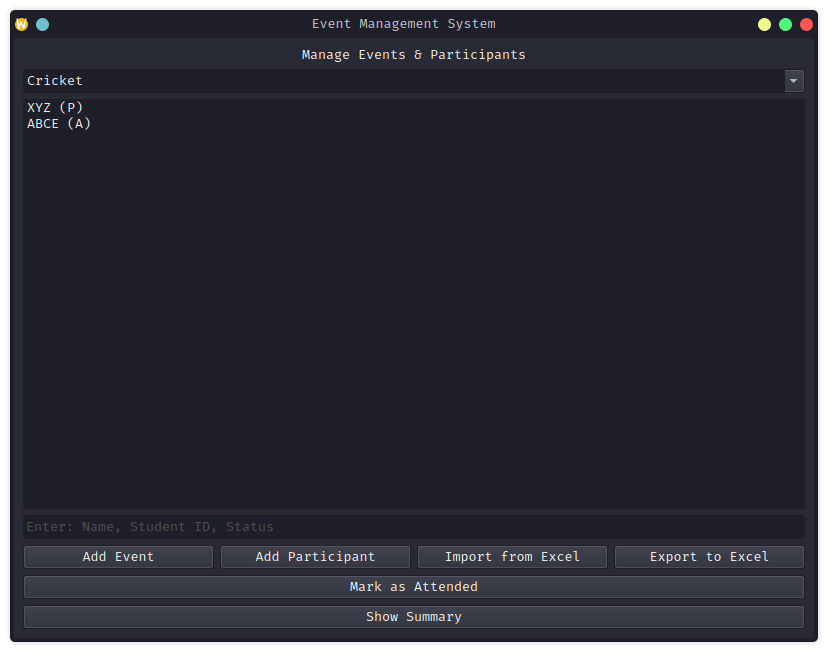 Event Management System
Manage Events & Participants
Cricket
XYZ (P)
ABCE (A)
Enter: Name, Student ID, Status
Add Event
Add Participant
Import from Excel
Export to Excel
Mark as Attended
Show Summary